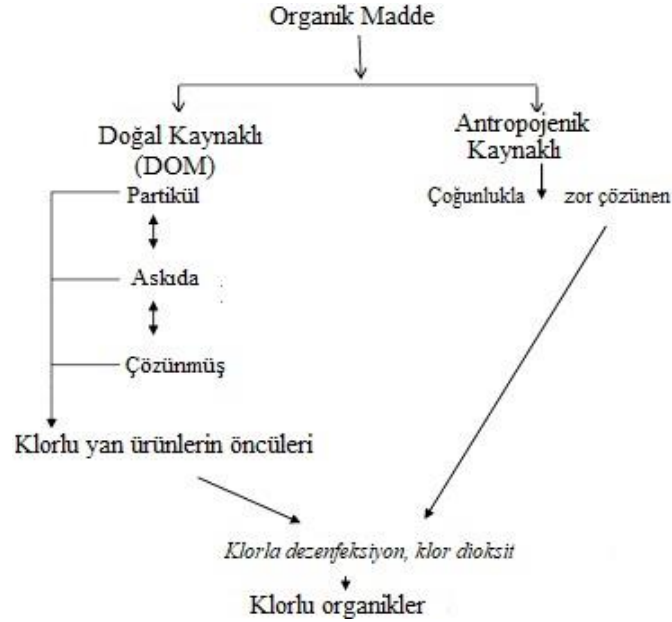 Organik Madde
Doğal Kaynaklı
(DOM)
Partikül
Askıda
Çözünmüş
Antropojenik
Kaynaklı
Çoğunlukla zor çözünen
Klorlu yan ürünlerin öncüleri
Klorla dezenfeksiyon, klor dioksit
Klorlu organikler